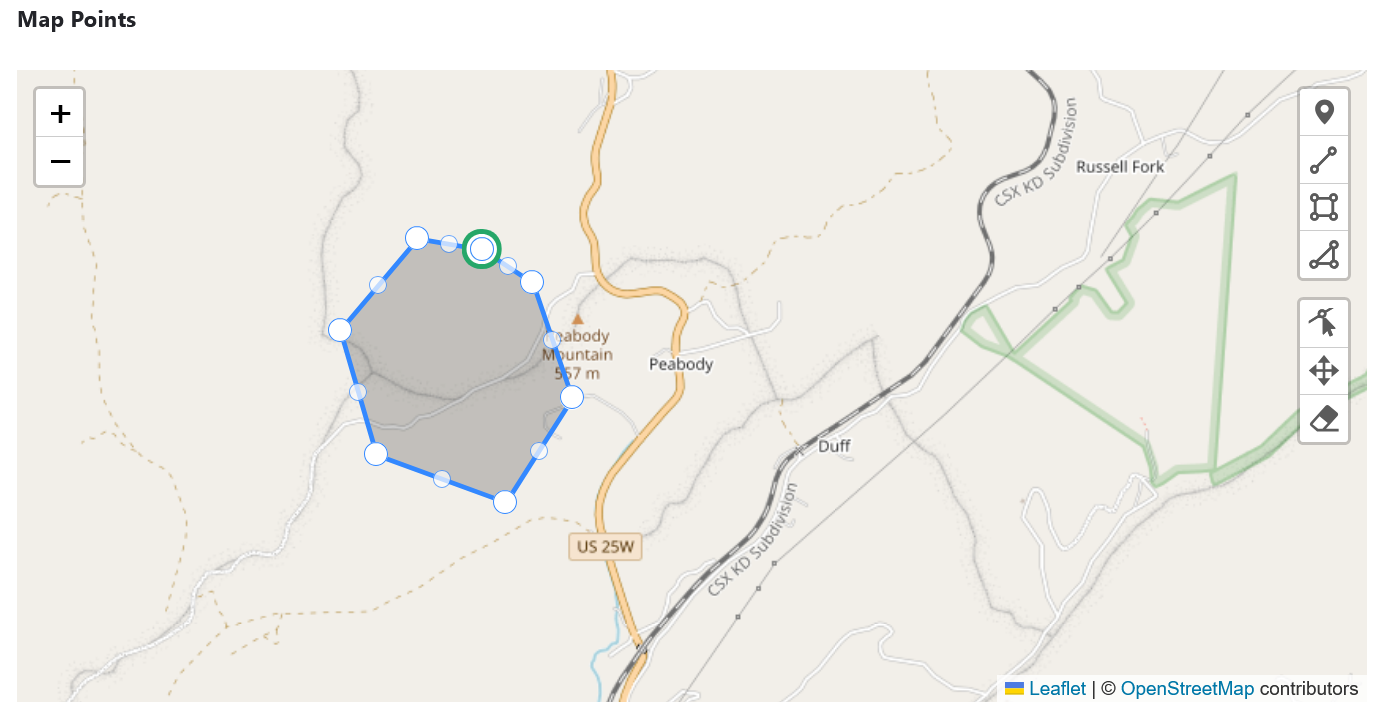 Map Points
+
−
CSX KD Subdivision
Russell Fork
Peabody
Mountain
557 m
Peabody
Duff
CSX KD Subdivision
US 25W
Leaflet | © OpenStreetMap contributors